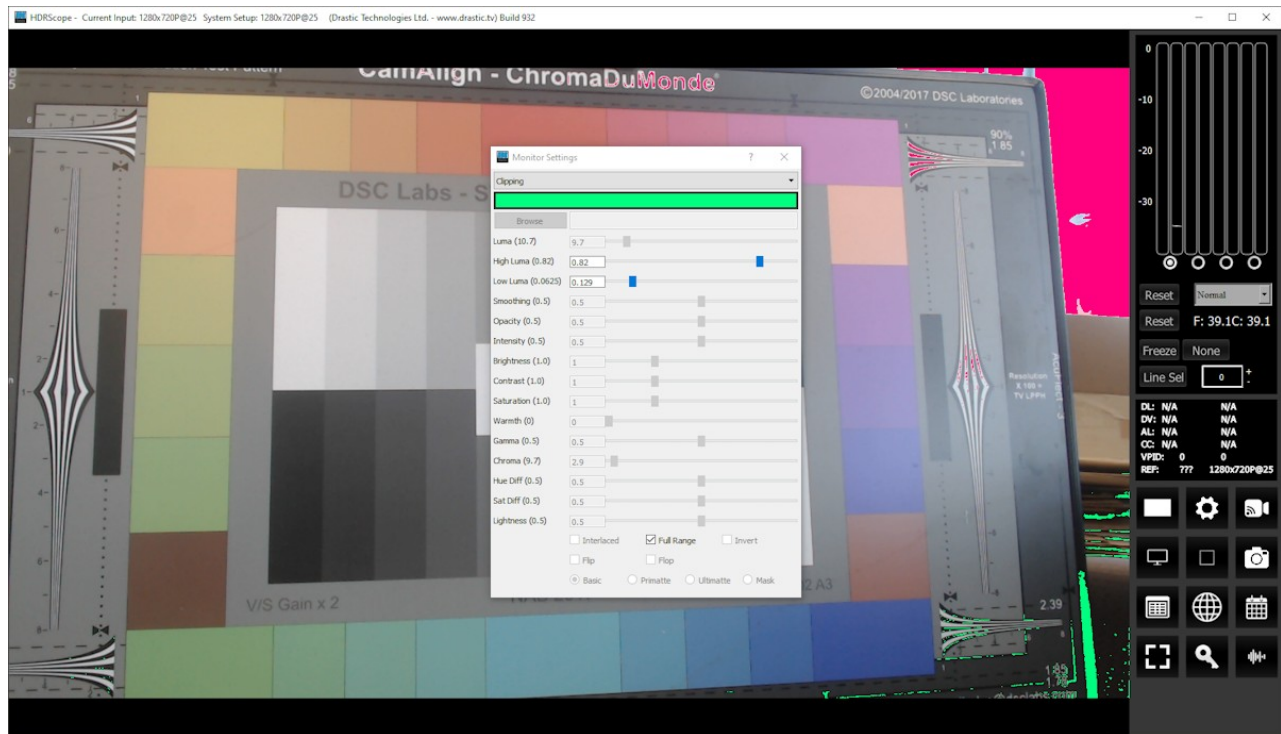 HDRScope - Current Input: 1280x720P@25 System Setup: 1280x720P@25 (Drastic Technologies Ltd. - www.drastic.tv) Build 932
CamAlign - ChromaDuMonde
©2004/2017 DSC Laboratories
90%
1.85
DSC Labs - S
Resolution
X 100 =
TV LPPH
V/S Gain x 2
2.39
Monitor Settings
Clipping
Browse
Luma (10.7) 9.7
High Luma (0.82) 0.82
Low Luma (0.0625) 0.129
Smoothing (0.5) 0.5
Opacity (0.5) 0.5
Intensity (0.5) 0.5
Brightness (1.0) 1
Contrast (1.0) 1
Saturation (1.0) 1
Warmth (0) 0
Gamma (0.5) 0.5
Chroma (9.7) 2.9
Hue Diff (0.5) 0.5
Sat Diff (0.5) 0.5
Lightness (0.5) 0.5
Interlaced Full Range Invert
Flip Flop
Basic Primatte Ultimatte Mask
0
-10
-20
-30
Reset Normal
Reset F: 39.1C: 39.1
Freeze None
Line Sel 0 + -
DL: N/A N/A
DV: N/A N/A
AL: N/A N/A
CC: N/A N/A
VPID: 0 0
REF: ??? 1280x720P@25